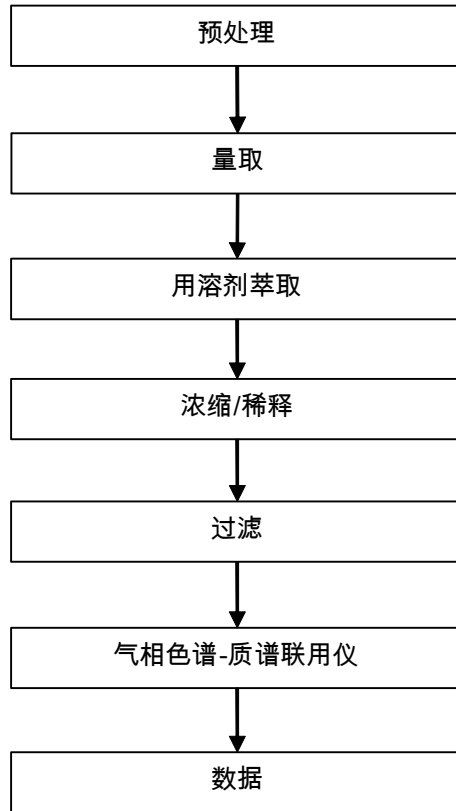 预处理
量取
用溶剂萃取
浓缩/稀释
过滤
气相色谱-质谱联用仪
数据